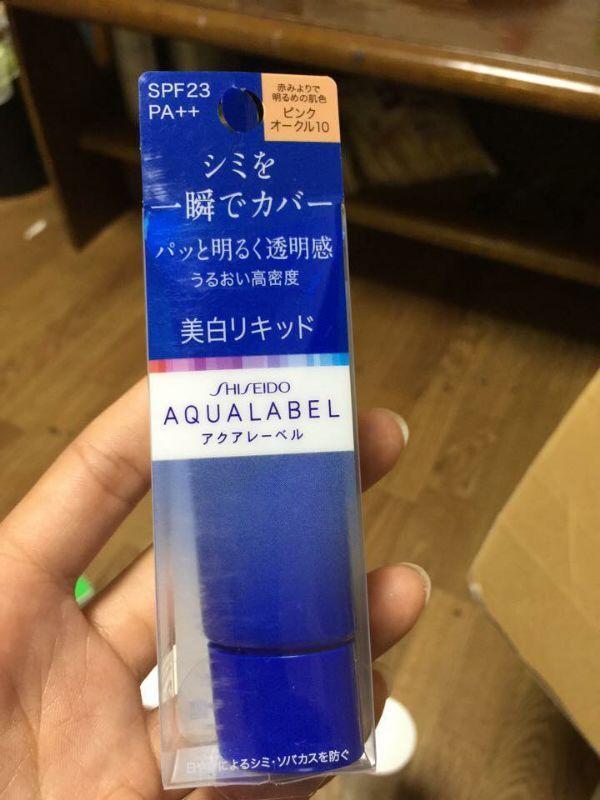 SPF23
PA++
赤みよりで
明るめの肌色
ピンク
オークル10
シミを
一瞬でカバー
パッと明るく透明感
うるおい高密度
美白リキッド
SHISEIDO
AQUALABEL
アクアレーベル
日やけによるシミ・ソバカスを防ぐ